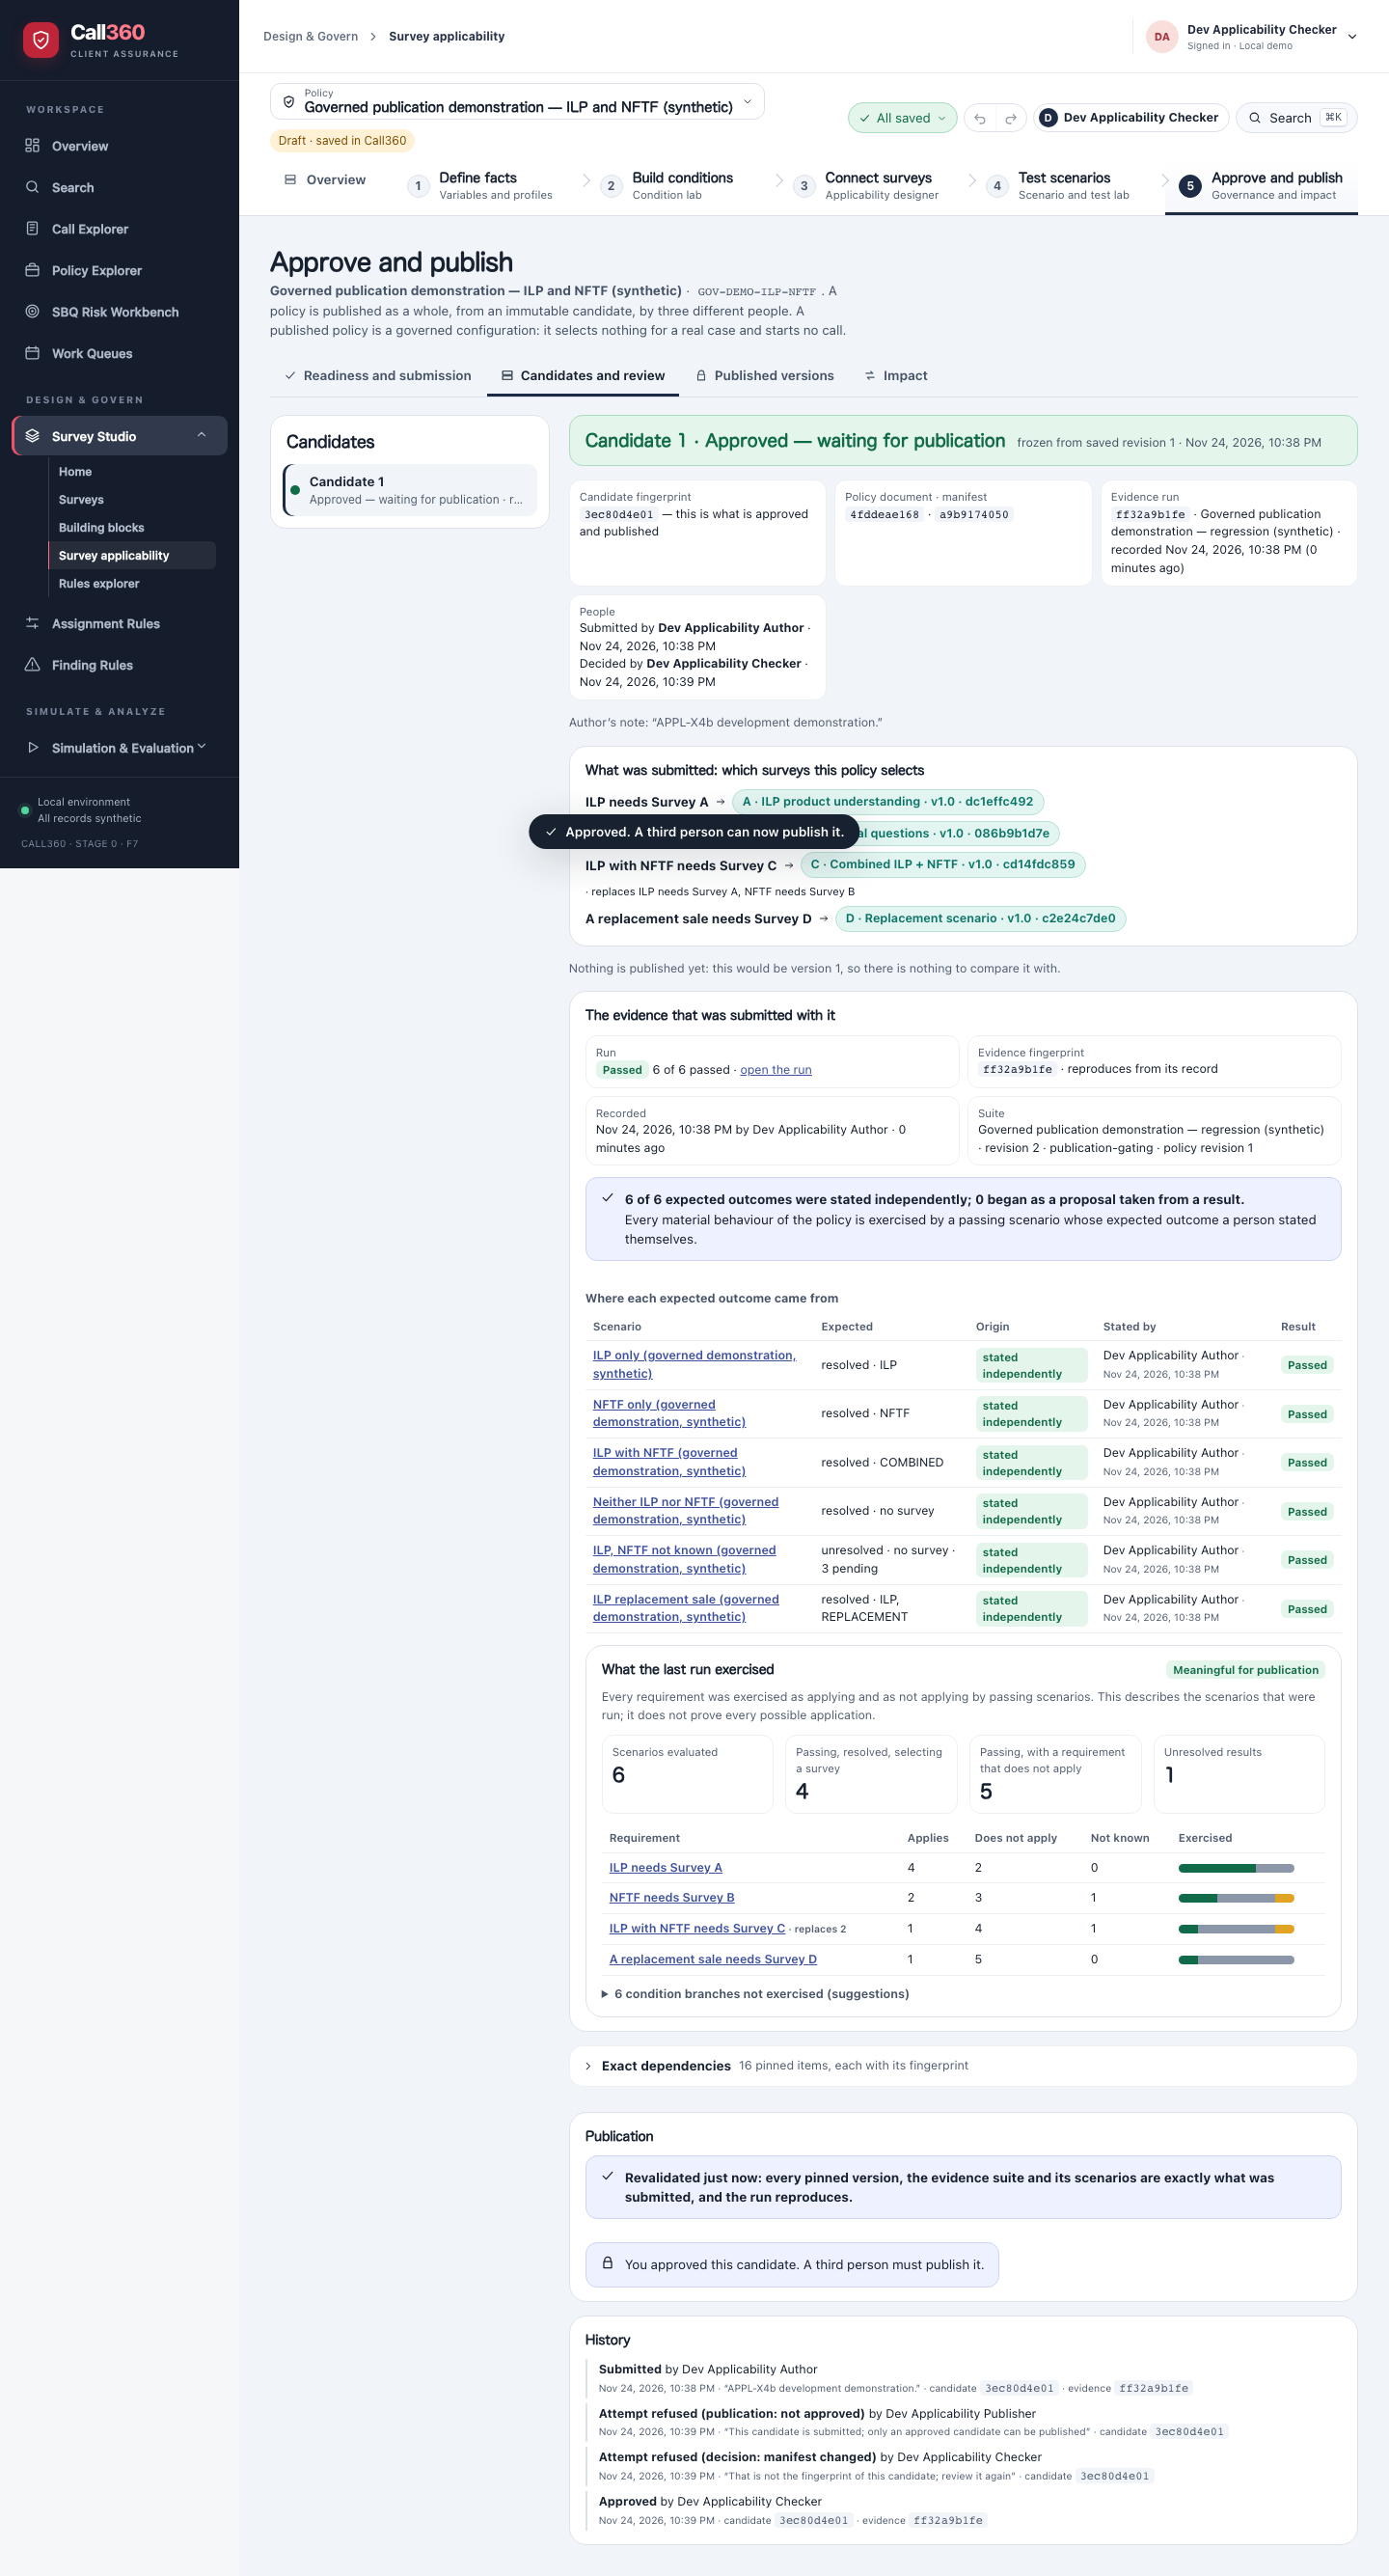 Call360
CLIENT ASSURANCE
WORKSPACE
Overview
Search
Call Explorer
Policy Explorer
SBQ Risk Workbench
Work Queues
DESIGN & GOVERN
Survey Studio
Home
Surveys
Building blocks
Survey applicability
Rules explorer
Assignment Rules
Finding Rules
SIMULATE & ANALYZE
Simulation & Evaluation
Local environment
All records synthetic
CALL360 · STAGE 0 · F7
Design & Govern > Survey applicability
DA
Dev Applicability Checker
Signed in · Local demo
Policy
Governed publication demonstration — ILP and NFTF (synthetic)
Draft · saved in Call360
All saved
D Dev Applicability Checker
Search ⌘K
Overview
1 Define facts
Variables and profiles
2 Build conditions
Condition lab
3 Connect surveys
Applicability designer
4 Test scenarios
Scenario and test lab
5 Approve and publish
Governance and impact
Approve and publish
Governed publication demonstration — ILP and NFTF (synthetic) · GOV-DEMO-ILP-NFTF . A
policy is published as a whole, from an immutable candidate, by three different people. A
published policy is a governed configuration: it selects nothing for a real case and starts no call.
Readiness and submission
Candidates and review
Published versions
Impact
Candidates
Candidate 1
Approved — waiting for publication · r...
Candidate 1 · Approved — waiting for publication frozen from saved revision 1 · Nov 24, 2026, 10:38 PM
Candidate fingerprint
3ec80d4e01 — this is what is approved
and published
Policy document · manifest
4fddeae168 · a9b9174050
Evidence run
ff32a9b1fe · Governed publication
demonstration — regression (synthetic) ·
recorded Nov 24, 2026, 10:38 PM (0
minutes ago)
People
Submitted by Dev Applicability Author ·
Nov 24, 2026, 10:38 PM
Decided by Dev Applicability Checker ·
Nov 24, 2026, 10:39 PM
Author's note: “APPL-X4b development demonstration.”
What was submitted: which surveys this policy selects
ILP needs Survey A → A · ILP product understanding · v1.0 · dc1effc492
Approved. A third person can now publish it.
al questions · v1.0 · 086b9b1d7e
ILP with NFTF needs Survey C → C · Combined ILP + NFTF · v1.0 · cd14fdc859
· replaces ILP needs Survey A, NFTF needs Survey B
A replacement sale needs Survey D → D · Replacement scenario · v1.0 · c2e24c7de0
Nothing is published yet: this would be version 1, so there is nothing to compare it with.
The evidence that was submitted with it
Run
Passed 6 of 6 passed · open the run
Evidence fingerprint
ff32a9b1fe · reproduces from its record
Recorded
Nov 24, 2026, 10:38 PM by Dev Applicability Author · 0
minutes ago
Suite
Governed publication demonstration — regression (synthetic)
· revision 2 · publication-gating · policy revision 1
6 of 6 expected outcomes were stated independently; 0 began as a proposal taken from a result.
Every material behaviour of the policy is exercised by a passing scenario whose expected outcome a person stated
themselves.
Where each expected outcome came from
Scenario Expected Origin Stated by Result
ILP only (governed demonstration,
synthetic)
resolved · ILP
stated
independently
Dev Applicability Author ·
Nov 24, 2026, 10:38 PM
Passed
NFTF only (governed
demonstration, synthetic)
resolved · NFTF
stated
independently
Dev Applicability Author ·
Nov 24, 2026, 10:38 PM
Passed
ILP with NFTF (governed
demonstration, synthetic)
resolved · COMBINED
stated
independently
Dev Applicability Author ·
Nov 24, 2026, 10:38 PM
Passed
Neither ILP nor NFTF (governed
demonstration, synthetic)
resolved · no survey
stated
independently
Dev Applicability Author ·
Nov 24, 2026, 10:38 PM
Passed
ILP, NFTF not known (governed
demonstration, synthetic)
unresolved · no survey ·
3 pending
stated
independently
Dev Applicability Author ·
Nov 24, 2026, 10:38 PM
Passed
ILP replacement sale (governed
demonstration, synthetic)
resolved · ILP,
REPLACEMENT
stated
independently
Dev Applicability Author ·
Nov 24, 2026, 10:38 PM
Passed
What the last run exercised
Meaningful for publication
Every requirement was exercised as applying and as not applying by passing scenarios. This describes the scenarios that were
run; it does not prove every possible application.
Scenarios evaluated
6
Passing, resolved, selecting
a survey
4
Passing, with a requirement
that does not apply
5
Unresolved results
1
Requirement Applies Does not apply Not known Exercised
ILP needs Survey A 4 2 0
NFTF needs Survey B 2 3 1
ILP with NFTF needs Survey C · replaces 2 1 4 1
A replacement sale needs Survey D 1 5 0
6 condition branches not exercised (suggestions)
Exact dependencies 16 pinned items, each with its fingerprint
Publication
Revalidated just now: every pinned version, the evidence suite and its scenarios are exactly what was
submitted, and the run reproduces.
You approved this candidate. A third person must publish it.
History
Submitted by Dev Applicability Author
Nov 24, 2026, 10:38 PM · “APPL-X4b development demonstration.” · candidate 3ec80d4e01 · evidence ff32a9b1fe
Attempt refused (publication: not approved) by Dev Applicability Publisher
Nov 24, 2026, 10:39 PM · “This candidate is submitted; only an approved candidate can be published” · candidate 3ec80d4e01
Attempt refused (decision: manifest changed) by Dev Applicability Checker
Nov 24, 2026, 10:39 PM · “That is not the fingerprint of this candidate; review it again” · candidate 3ec80d4e01
Approved by Dev Applicability Checker
Nov 24, 2026, 10:39 PM · candidate 3ec80d4e01 · evidence ff32a9b1fe